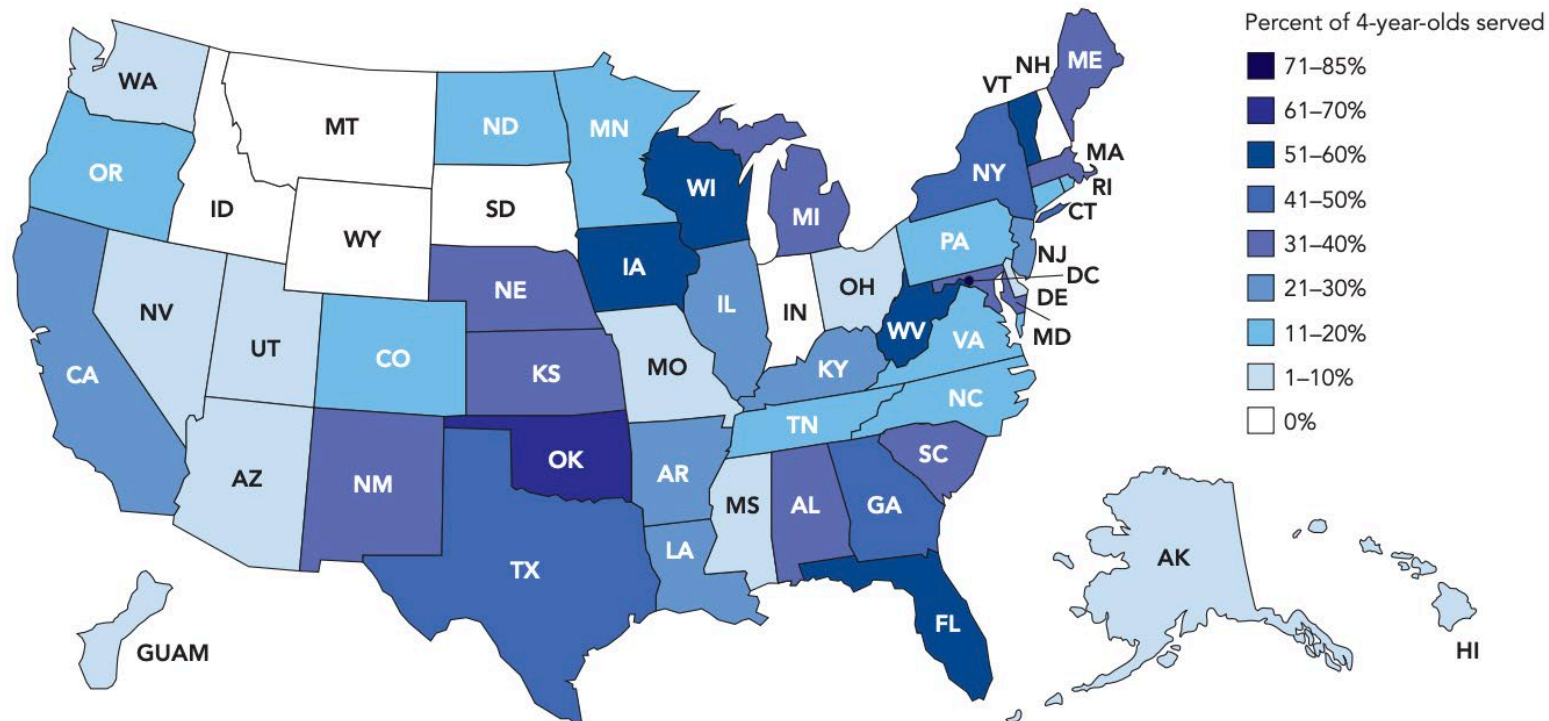 Percent of 4-year-olds served
71–85%
61–70%
51–60%
41–50%
31–40%
21–30%
11–20%
1–10%
0%
WA
MT
ND
MN
VT
NH
ME
OR
ID
WY
SD
WI
MI
NY
MA
RI
CT
NV
UT
CO
NE
IA
IL
IN
OH
PA
NJ
DC
DE
MD
CA
KS
MO
KY
WV
VA
AZ
NM
OK
AR
TN
NC
SC
TX
LA
MS
AL
GA
FL
AK
HI
GUAM